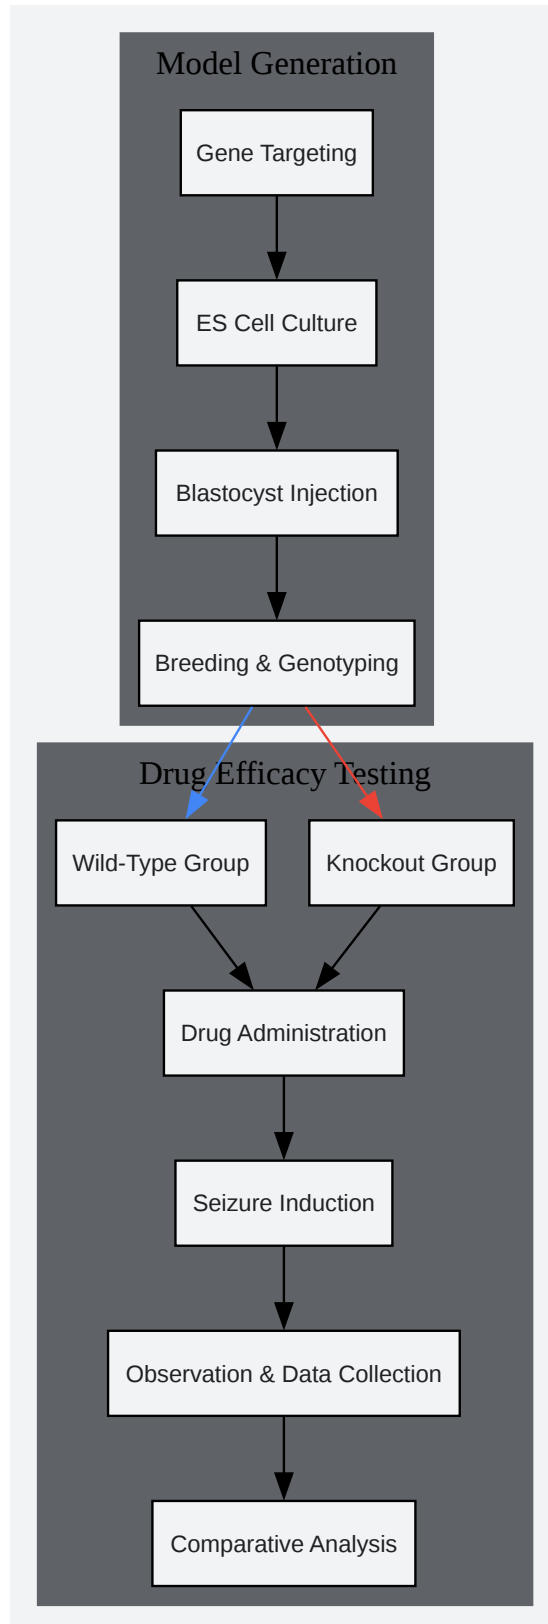 Model Generation
Gene Targeting
ES Cell Culture
Blastocyst Injection
Breeding & Genotyping
Drug Efficacy Testing
Wild-Type Group
Knockout Group
Drug Administration
Seizure Induction
Observation & Data Collection
Comparative Analysis